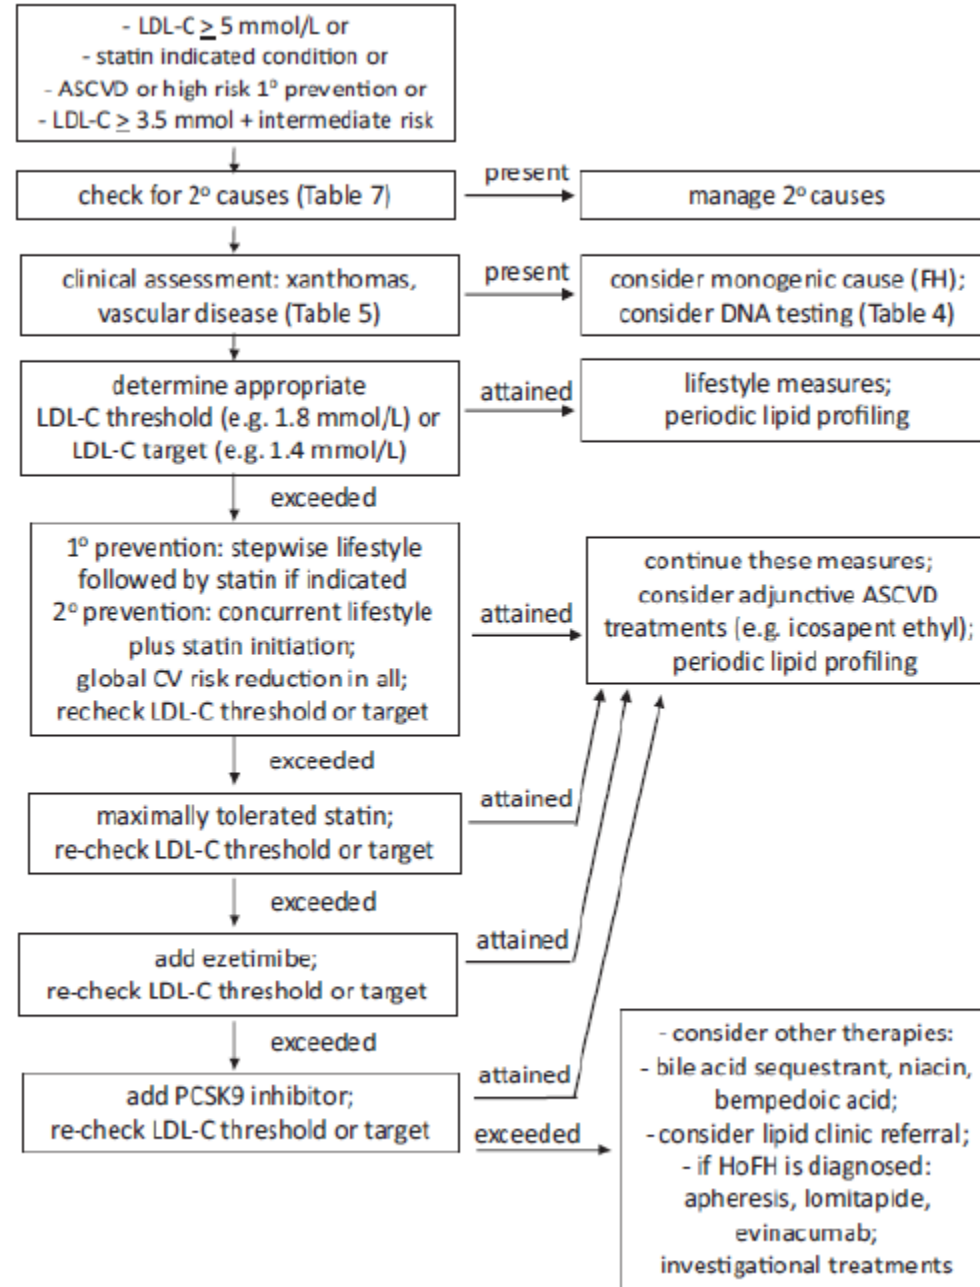 - LDL-C ≥ 5 mmol/L or
- statin indicated condition or
- ASCVD or high risk 1º prevention or
- LDL-C ≥ 3.5 mmol + intermediate risk
check for 2º causes (Table 7)
present
manage 2º causes
clinical assessment: xanthomas,
vascular disease (Table 5)
present
consider monogenic cause (FH);
consider DNA testing (Table 4)
determine appropriate
LDL-C threshold (e.g. 1.8 mmol/L) or
LDL-C target (e.g. 1.4 mmol/L)
attained
lifestyle measures;
periodic lipid profiling
exceeded
1º prevention: stepwise lifestyle
followed by statin if indicated
2º prevention: concurrent lifestyle
plus statin initiation;
global CV risk reduction in all;
recheck LDL-C threshold or target
attained
continue these measures;
consider adjunctive ASCVD
treatments (e.g. icosapent ethyl);
periodic lipid profiling
exceeded
maximally tolerated statin;
re-check LDL-C threshold or target
attained
exceeded
add ezetimibe;
re-check LDL-C threshold or target
attained
exceeded
add PCSK9 inhibitor;
re-check LDL-C threshold or target
attained
exceeded
- consider other therapies:
- bile acid sequestrant, niacin,
bempedoic acid;
- consider lipid clinic referral;
- if HoFH is diagnosed:
apheresis, lomitapide,
evinacumab;
investigational treatments